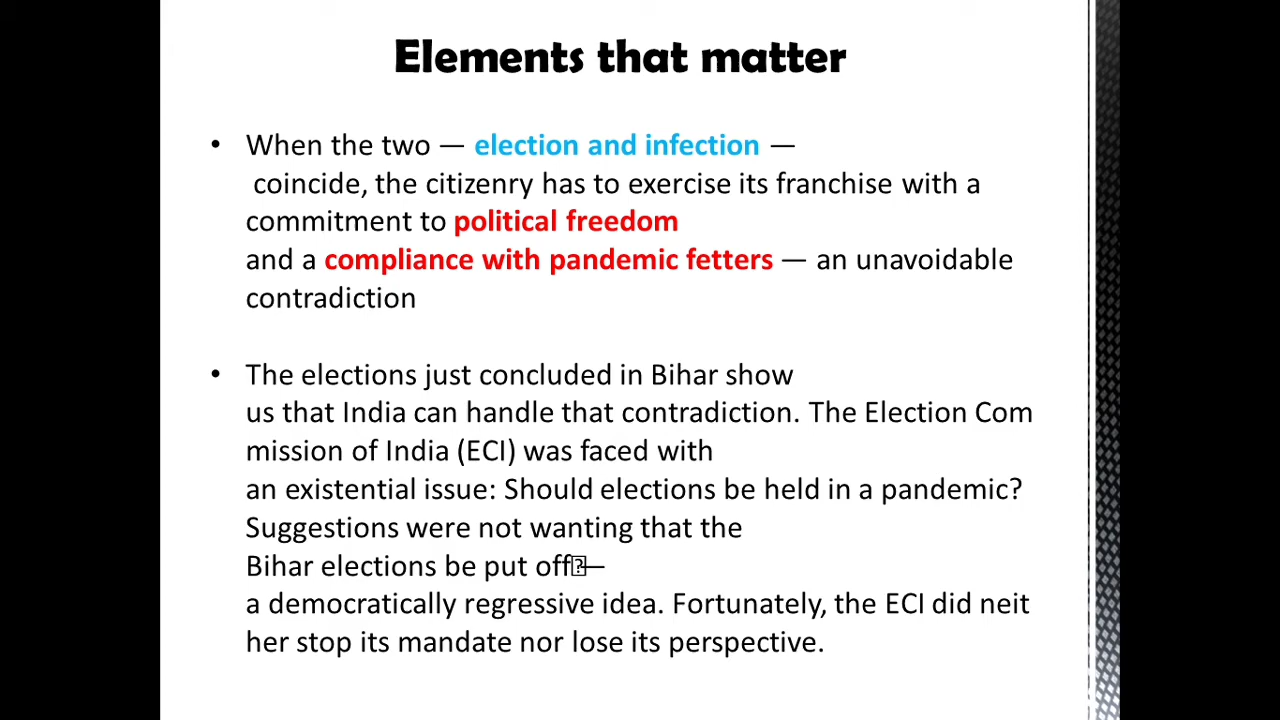 Elements that matter
• When the two — election and infection —
coincide, the citizenry has to exercise its franchise with a
commitment to political freedom
and a compliance with pandemic fetters — an unavoidable
contradiction
• The elections just concluded in Bihar show
us that India can handle that contradiction. The Election Com
mission of India (ECI) was faced with
an existential issue: Should elections be held in a pandemic?
Suggestions were not wanting that the
Bihar elections be put off—
a democratically regressive idea. Fortunately, the ECI did neit
her stop its mandate nor lose its perspective.